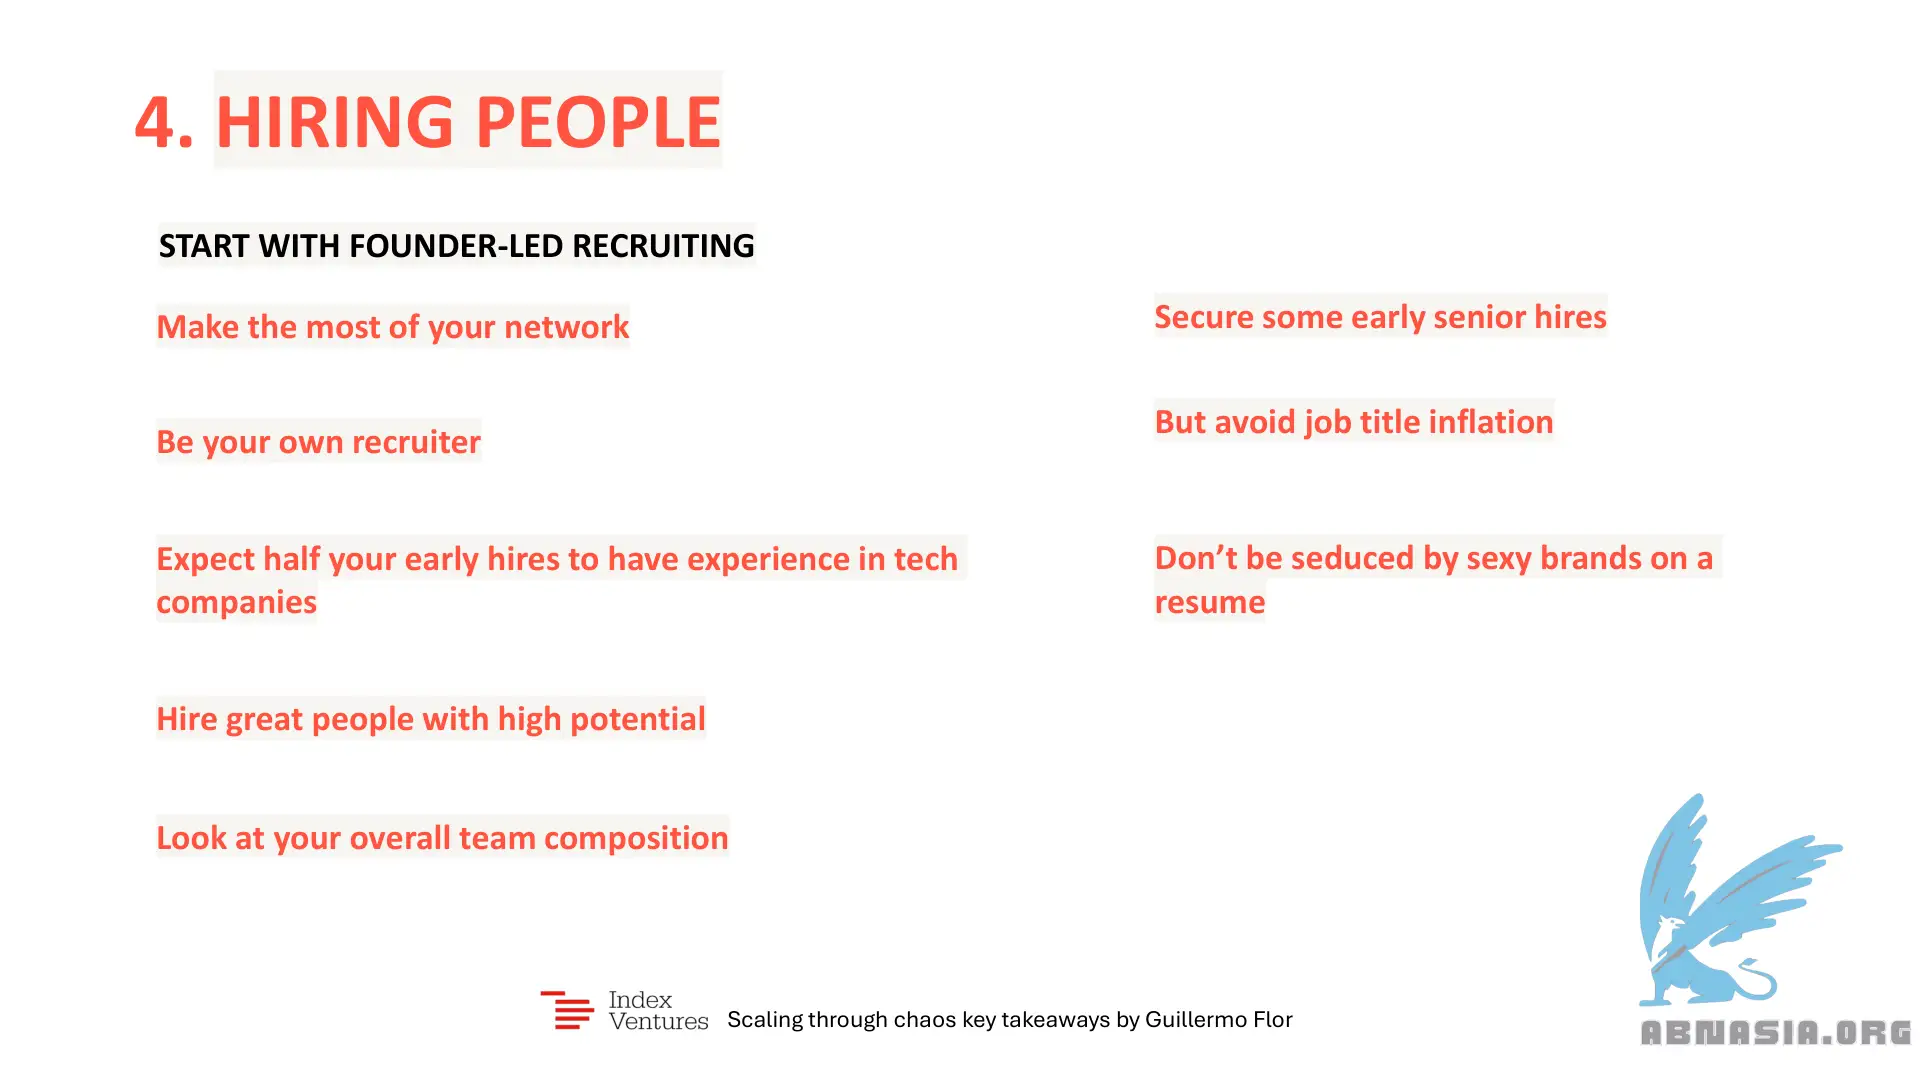 4. HIRING PEOPLE
START WITH FOUNDER-LED RECRUITING
Make the most of your network
Be your own recruiter
Expect half your early hires to have experience in tech
companies
Hire great people with high potential
Look at your overall team composition
Secure some early senior hires
But avoid job title inflation
Don’t be seduced by sexy brands on a
resume
Index
Ventures
Scaling through chaos key takeaways by Guillermo Flor
ABNASIA.ORG